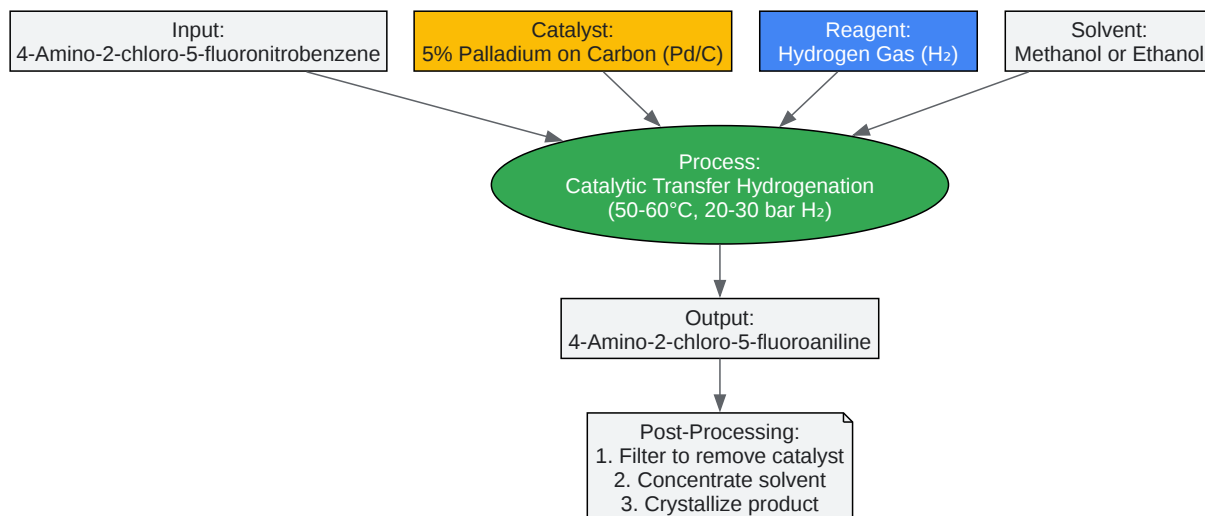 Input:
4-Amino-2-chloro-5-fluoronitrobenzene
Catalyst:
5% Palladium on Carbon (Pd/C)
Reagent:
Hydrogen Gas (H₂)
Solvent:
Methanol or Ethanol
Process:
Catalytic Transfer Hydrogenation
(50-60°C, 20-30 bar H₂)
Output:
4-Amino-2-chloro-5-fluoroaniline
Post-Processing:
1. Filter to remove catalyst
2. Concentrate solvent
3. Crystallize product